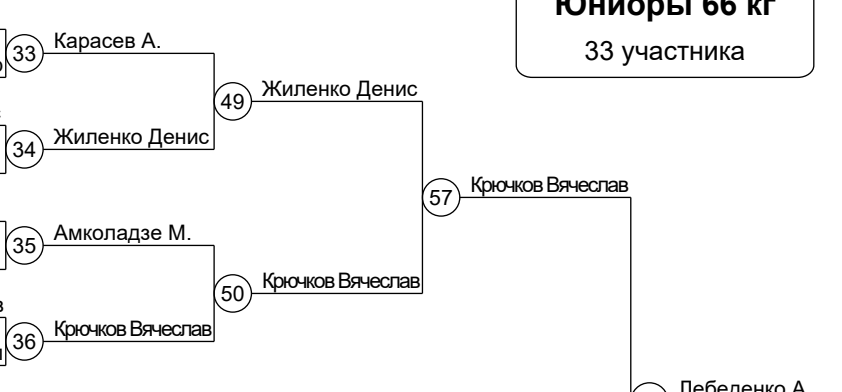 Юниоры 66 кг
33 участника
33 Карасев А.
49 Жиленко Денис
34 Жиленко Денис
57 Крючков Вячеслав
35 Амколадзе М.
50 Крючков Вячеслав
36 Крючков Вячеслав
Лебеденко А